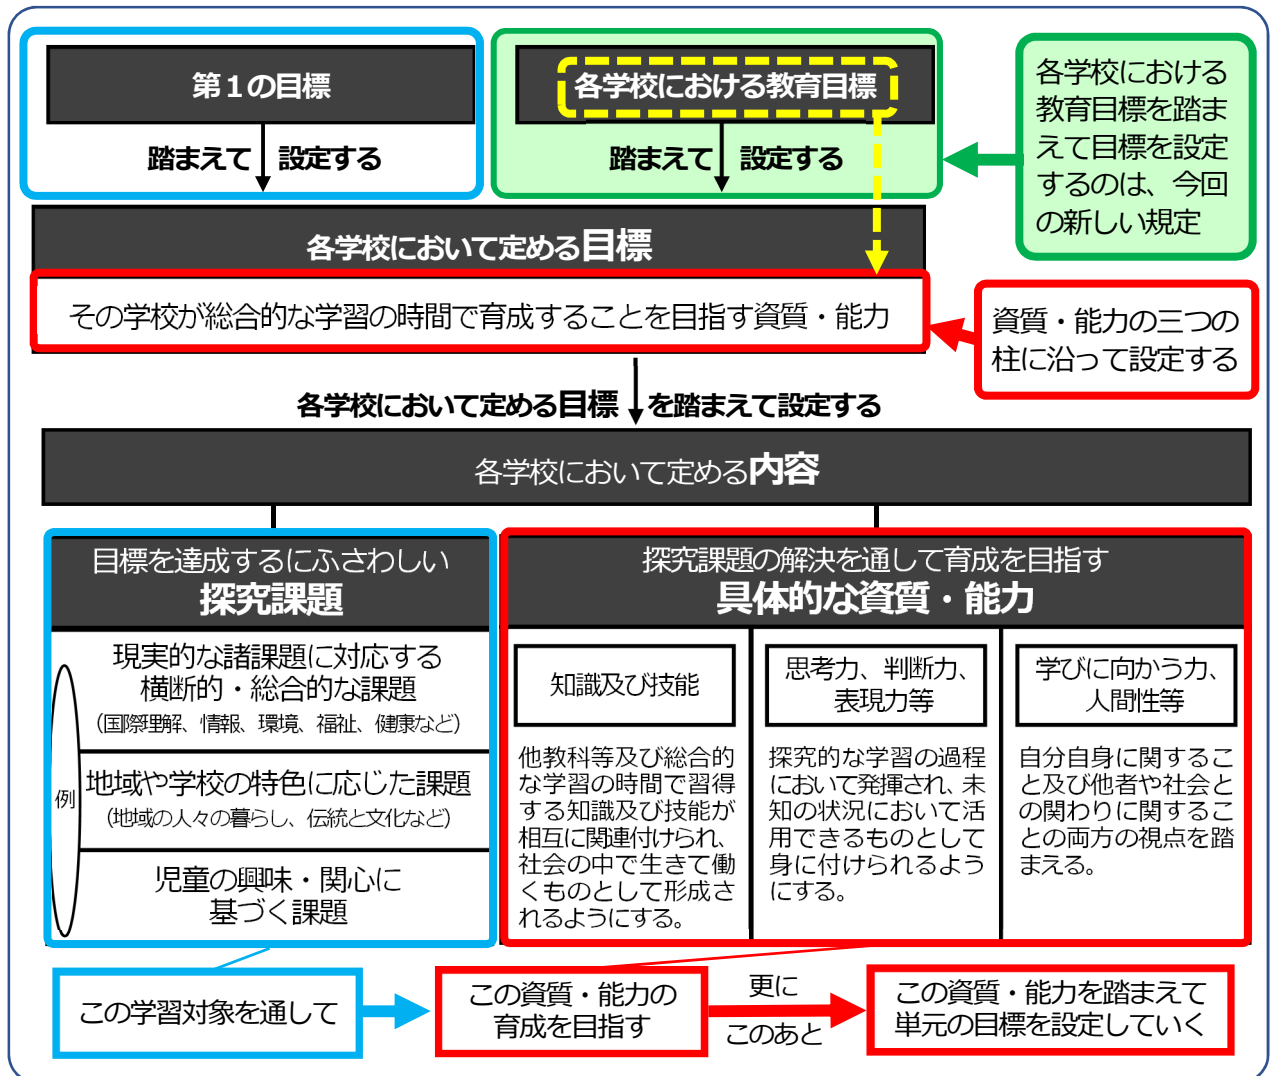 第１の目標
各学校における教育目標
踏まえて 設定する
踏まえて 設定する
各学校における
教育目標を踏ま
えて目標を設定
するのは、今回
の新しい規定
各学校において定める目標
その学校が総合的な学習の時間で育成することを目指す資質・能力
資質・能力の三つの
柱に沿って設定する
各学校において定める目標 を踏まえて設定する
各学校において定める内容
目標を達成するにふさわしい
探究課題
例
現実的な諸課題に対応する
横断的・総合的な課題
（国際理解、情報、環境、福祉、健康など）
地域や学校の特色に応じた課題
（地域の人々の暮らし、伝統と文化など）
児童の興味・関心に
基づく課題
探究課題の解決を通して育成を目指す
具体的な資質・能力
知識及び技能
他教科等及び総合的
な学習の時間で習得
する知識及び技能が
相互に関連付けられ、
社会の中で生きて働
くものとして形成さ
れるようにする。
思考力、判断力、
表現力等
探究的な学習の過程
において発揮され、未
知の状況において活
用できるものとして
身に付けられるよう
にする。
学びに向かう力、
人間性等
自分自身に関するこ
と及び他者や社会と
の関わりに関するこ
との両方の視点を踏
まえる。
この学習対象を通して
この資質・能力の
育成を目指す
更に
このあと
この資質・能力を踏まえて
単元の目標を設定していく